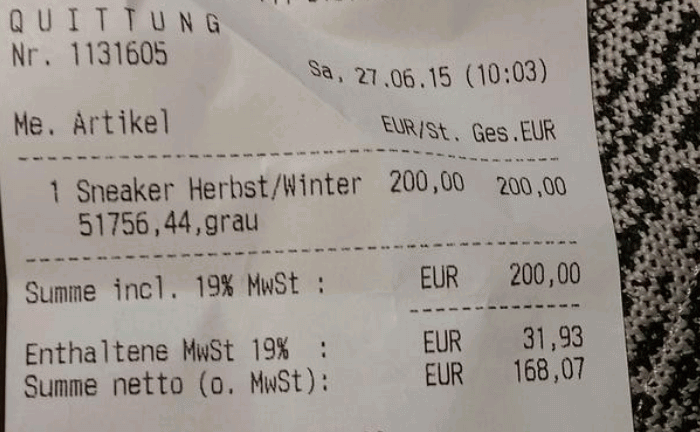 QUITTUNG
Nr. 1131605
Sa, 27.06.15 (10:03)
Me. Artikel EUR/St. Ges.EUR
1 Sneaker Herbst/Winter 200,00 200,00
51756,44,grau
Summe incl. 19% MwSt : EUR 200,00
Enthaltene MwSt 19% : EUR 31,93
Summe netto (o. MwSt): EUR 168,07